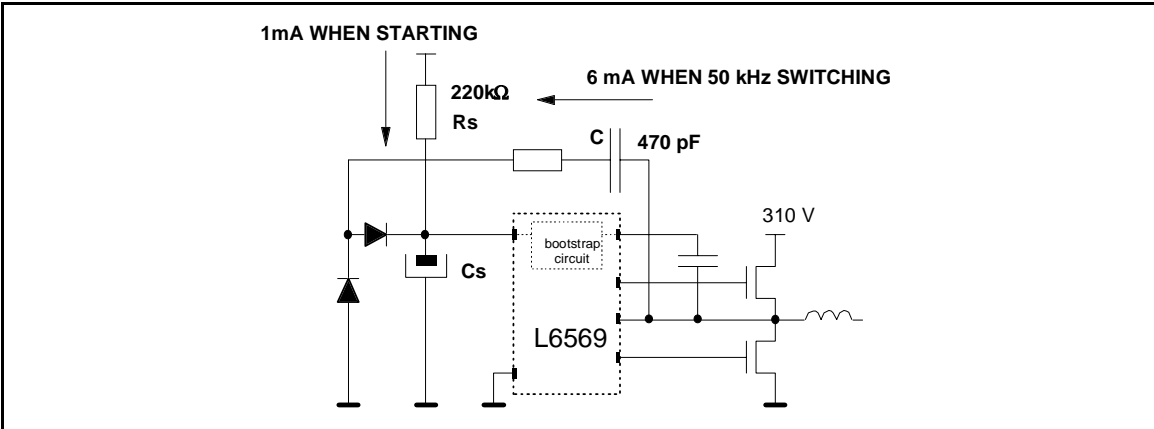 1mA WHEN STARTING
6 mA WHEN 50 kHz SWITCHING
220kΩ
Rs
C
470 pF
310 V
bootstrap
circuit
Cs
L6569